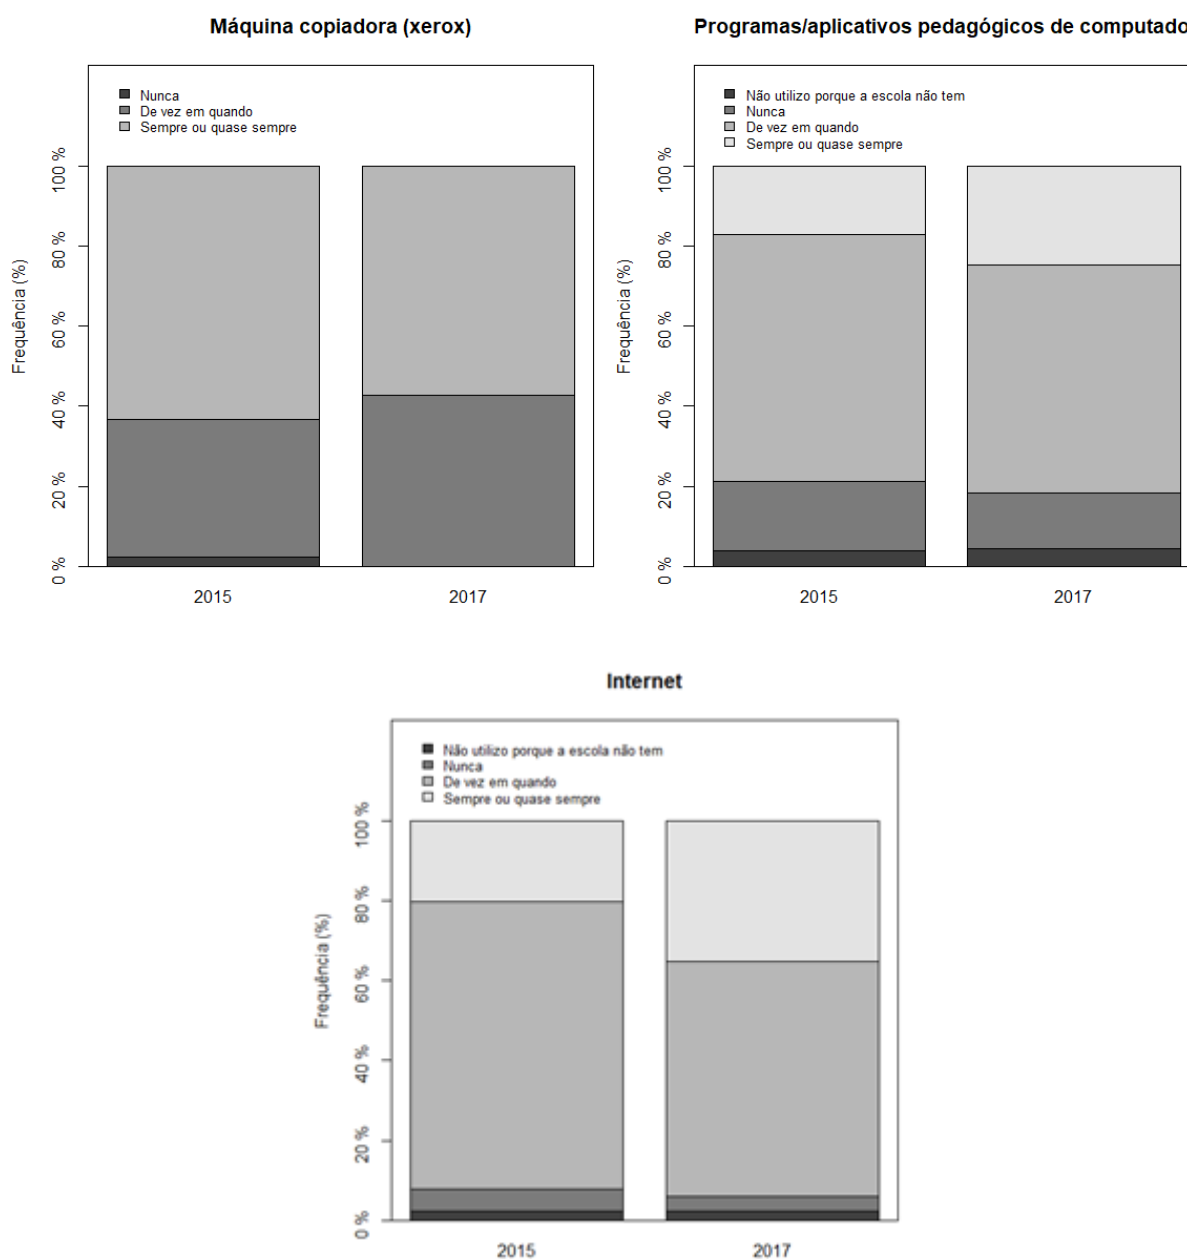 Máquina copiadora (xerox)
Nunca
De vez em quando
Sempre ou quase sempre
Frequência (%)
100 %
80 %
60 %
40 %
20 %
0 %
2015
2017
Programas/aplicativos pedagógicos de computado
Não utilizo porque a escola não tem
Nunca
De vez em quando
Sempre ou quase sempre
Frequência (%)
100 %
80 %
60 %
40 %
20 %
0 %
2015
2017
Internet
Não utilizo porque a escola não tem
Nunca
De vez em quando
Sempre ou quase sempre
Frequência (%)
100 %
80 %
60 %
40 %
20 %
0 %
2015
2017